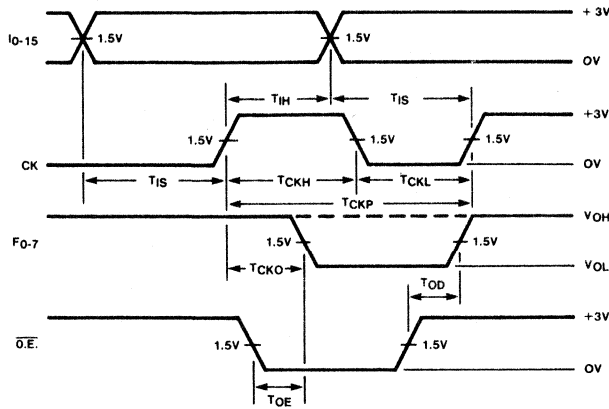 I0-15 1.5V 1.5V +3V
0V
TIH TIS
CK 1.5V 1.5V 1.5V +3V
0V
TIS TCKH TCKL
TCKP
F0-7 1.5V 1.5V VOH
VOL
TCKO TOD
O.E. 1.5V 1.5V +3V
0V
TOE